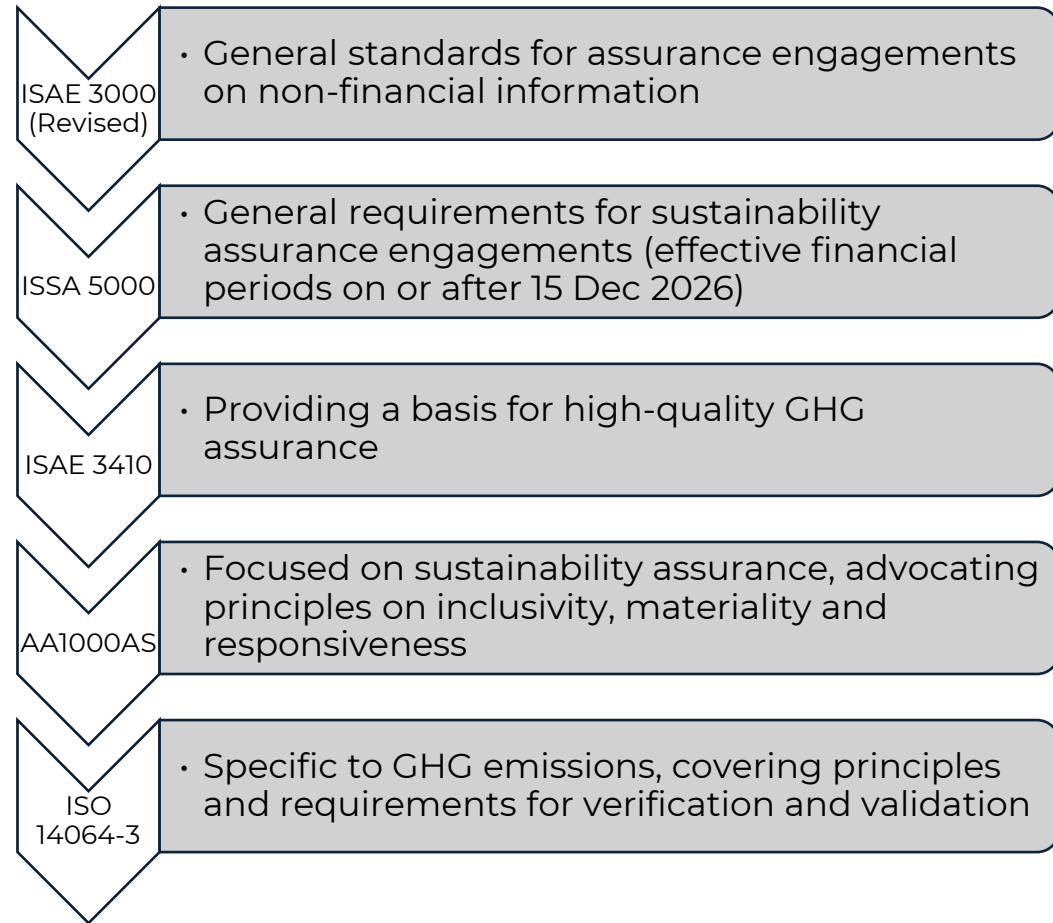 ISAE 3000
(Revised)
• General standards for assurance engagements
on non-financial information
ISSA 5000
• General requirements for sustainability
assurance engagements (effective financial
periods on or after 15 Dec 2026)
ISAE 3410
• Providing a basis for high-quality GHG
assurance
AA1000AS
• Focused on sustainability assurance, advocating
principles on inclusivity, materiality and
responsiveness
ISO
14064-3
• Specific to GHG emissions, covering principles
and requirements for verification and validation